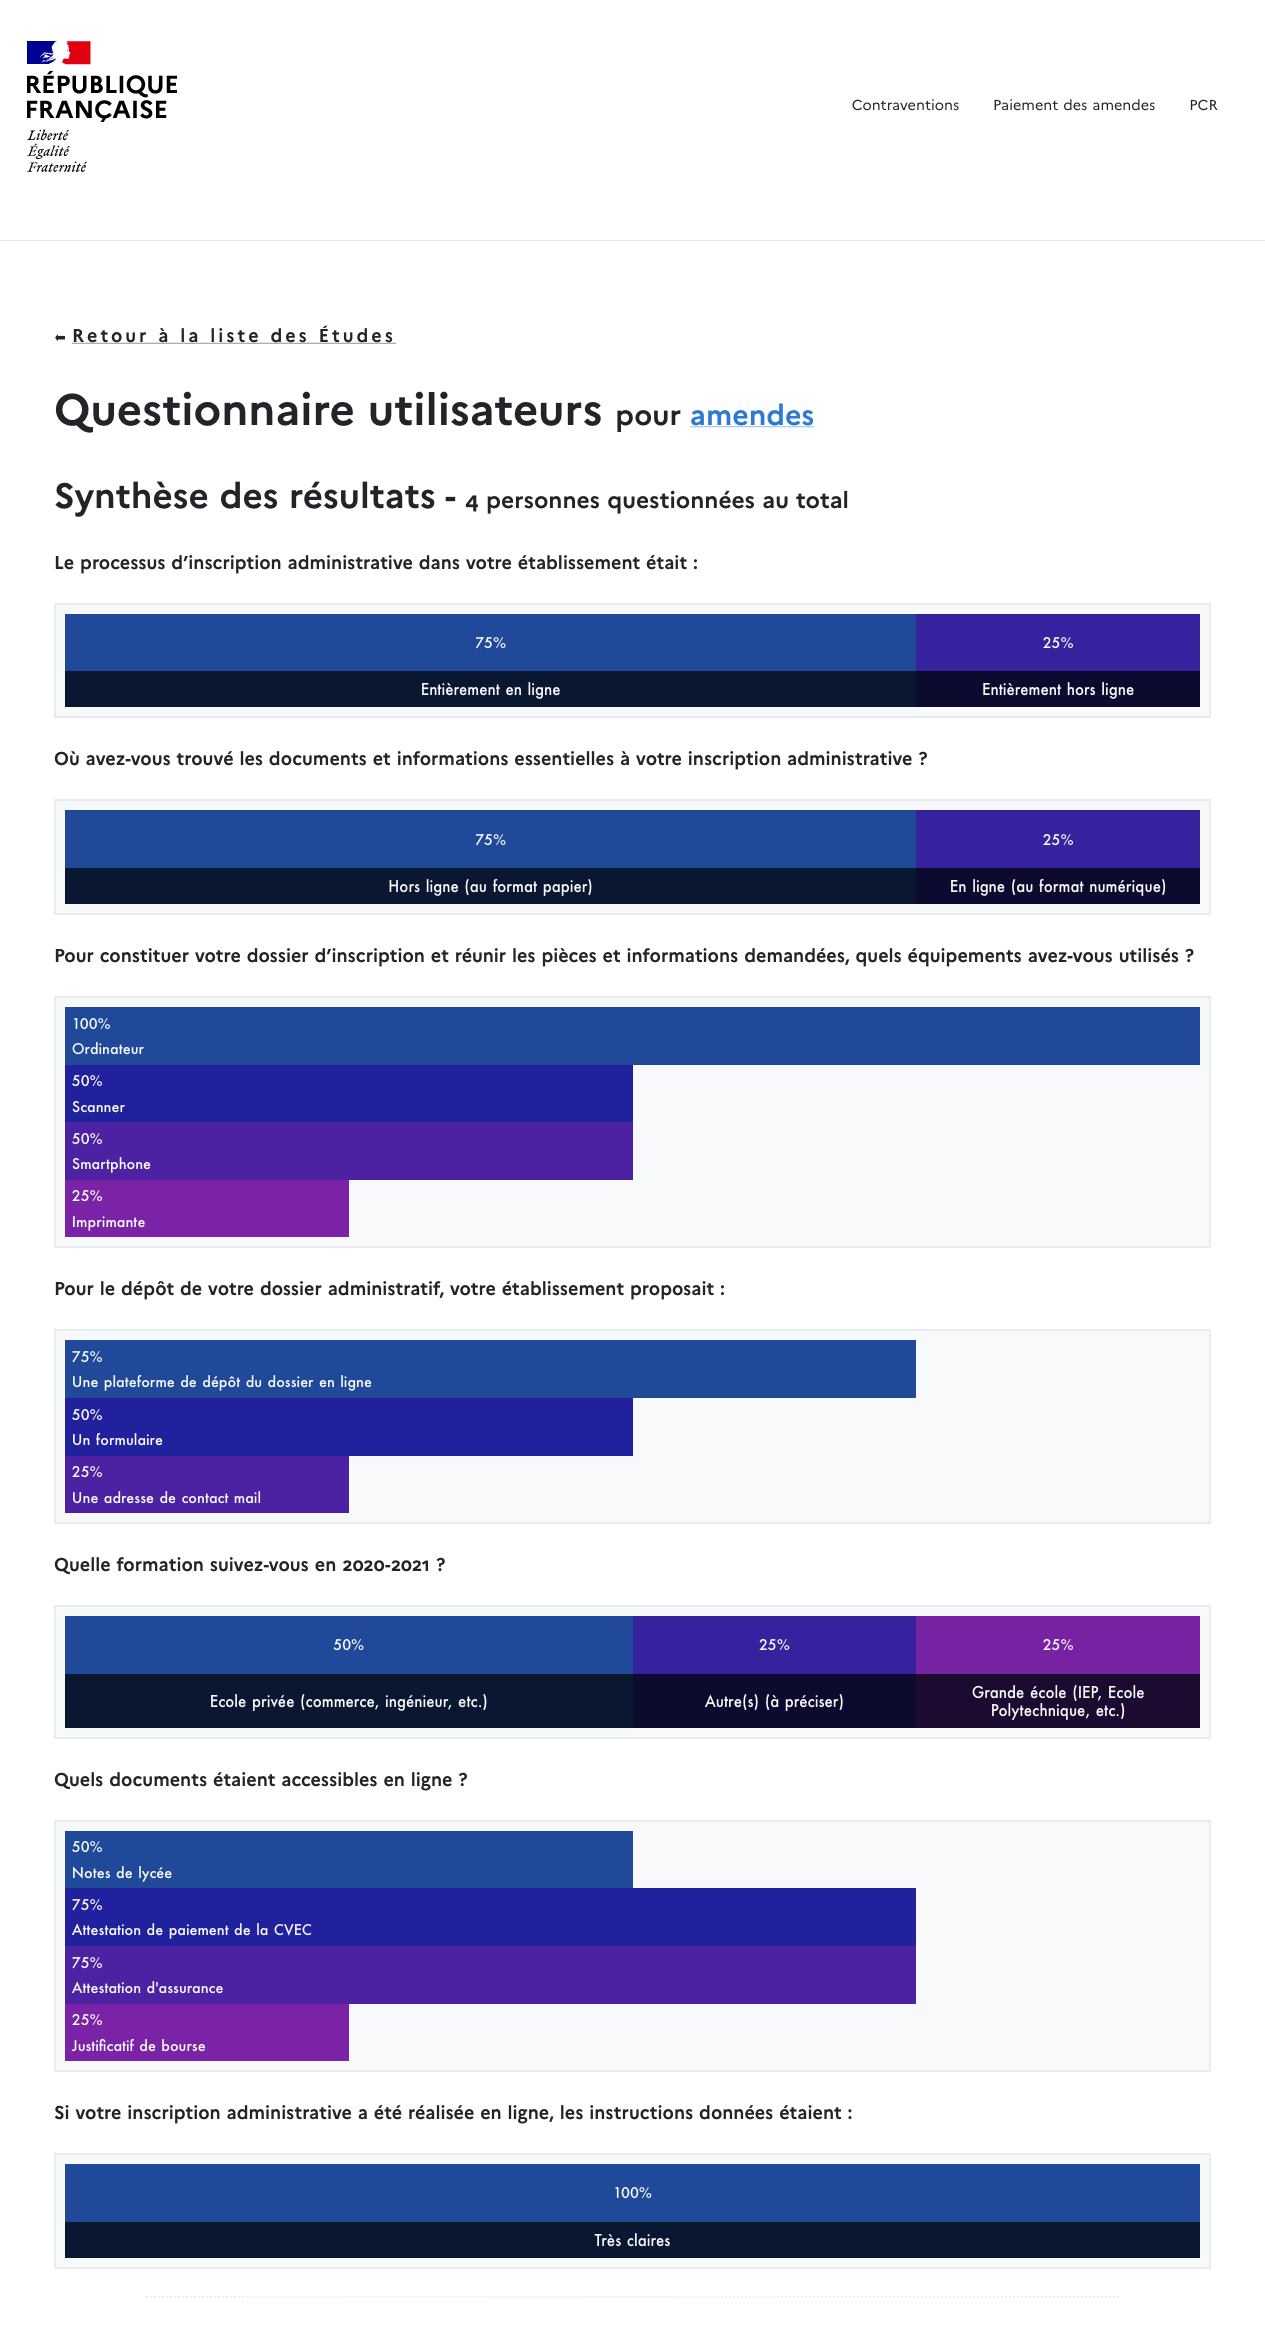 RÉPUBLIQUE
FRANÇAISE
Liberté
Égalité
Fraternité
Contraventions Paiement des amendes PCR
⬅ Retour à la liste des Études
Questionnaire utilisateurs pour amendes
Synthèse des résultats - 4 personnes questionnées au total
Le processus d’inscription administrative dans votre établissement était :
75% 25%
Entièrement en ligne Entièrement hors ligne
Où avez-vous trouvé les documents et informations essentielles à votre inscription administrative ?
75% 25%
Hors ligne (au format papier) En ligne (au format numérique)
Pour constituer votre dossier d’inscription et réunir les pièces et informations demandées, quels équipements avez-vous utilisés ?
100%
Ordinateur
50%
Scanner
50%
Smartphone
25%
Imprimante
Pour le dépôt de votre dossier administratif, votre établissement proposait :
75%
Une plateforme de dépôt du dossier en ligne
50%
Un formulaire
25%
Une adresse de contact mail
Quelle formation suivez-vous en 2020-2021 ?
50% 25% 25%
Ecole privée (commerce, ingénieur, etc.) Autre(s) (à préciser) Grande école (IEP, Ecole
Polytechnique, etc.)
Quels documents étaient accessibles en ligne ?
50%
Notes de lycée
75%
Attestation de paiement de la CVEC
75%
Attestation d'assurance
25%
Justificatif de bourse
Si votre inscription administrative a été réalisée en ligne, les instructions données étaient :
100%
Très claires